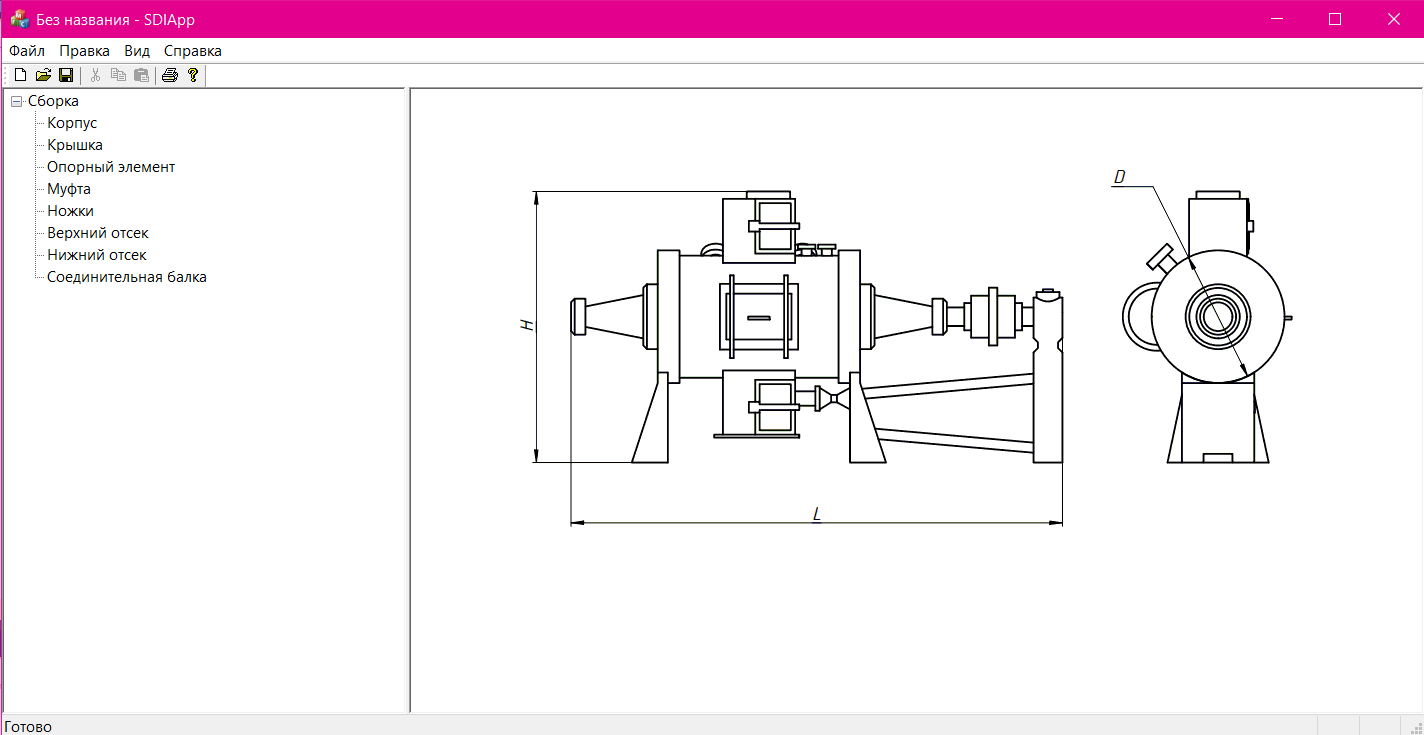 Без названия - SDIApp
Файл Правка Вид Справка
Сборка
Корпус
Крышка
Опорный элемент
Муфта
Ножки
Верхний отсек
Нижний отсек
Соединительная балка
D
H
L
Готово